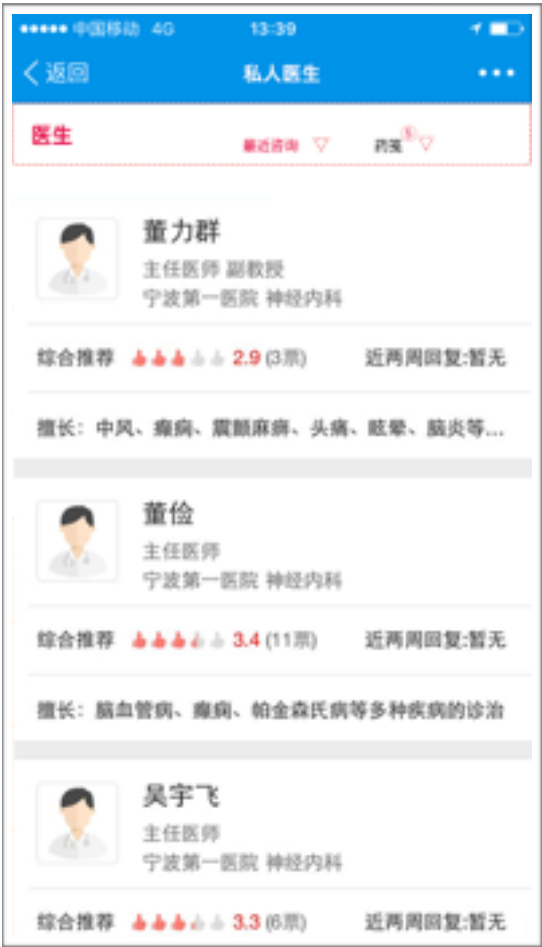 中国移动 4G 13:39
返回 私人医生
医生 最近咨询 药笺 5
董力群
主任医师 副教授
宁波第一医院 神经内科
综合推荐 2.9 (3票) 近两周回复:暂无
擅长：中风、癫痫、震颤麻痹、头痛、眩晕、脑炎等...
董俭
主任医师
宁波第一医院 神经内科
综合推荐 3.4 (11票) 近两周回复:暂无
擅长：脑血管病、癫痫、帕金森氏病等多种疾病的诊治
吴宇飞
主任医师
宁波第一医院 神经内科
综合推荐 3.3 (6票) 近两周回复:暂无